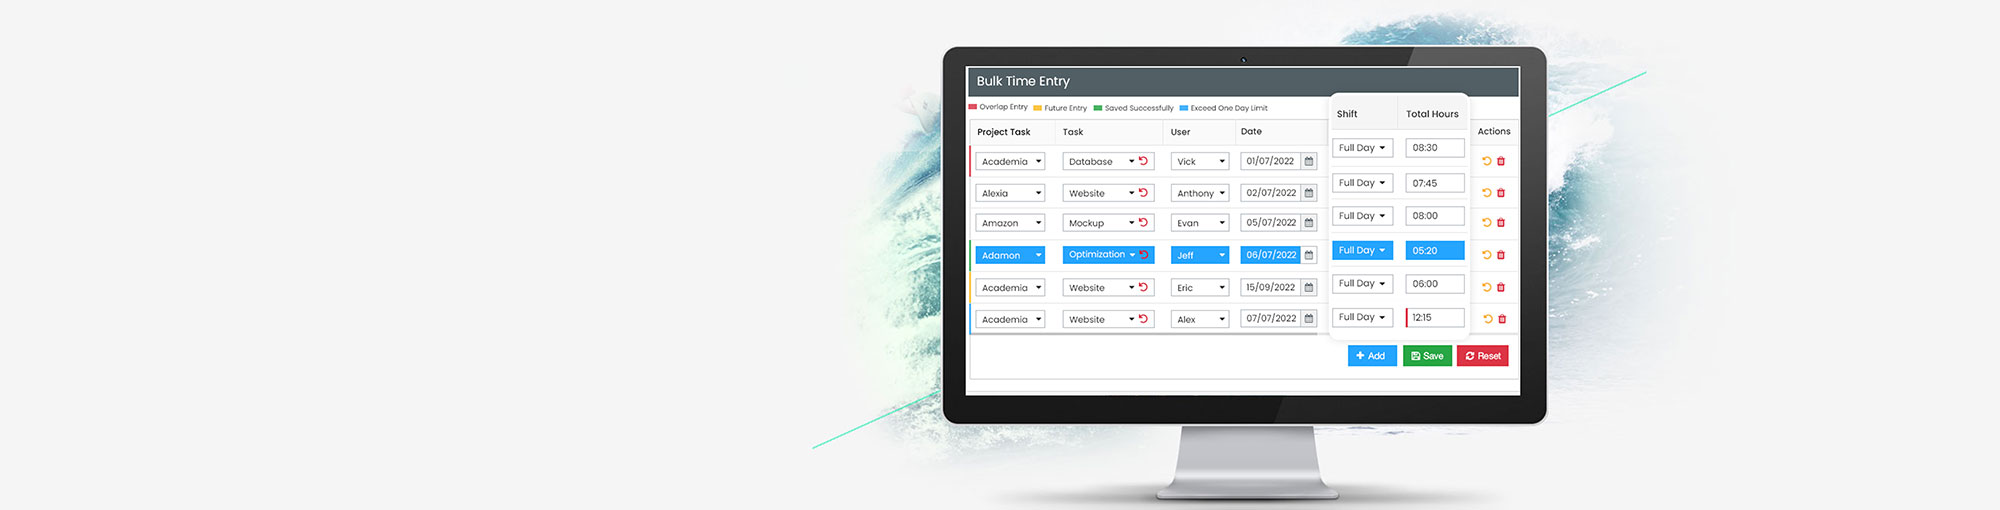 Bulk Time Entry
Overlap Entry Future Entry Saved Successfully Exceed One Day Limit
Project Task Task User Date Shift Total Hours Actions
Academia Database Vick 01/07/2022 Full Day 08:30
Alexia Website Anthony 02/07/2022 Full Day 07:45
Amazon Mockup Evan 05/07/2022 Full Day 08:00
Adamon Optimization Jeff 06/07/2022 Full Day 05:20
Academia Website Eric 15/09/2022 Full Day 06:00
Academia Website Alex 07/07/2022 Full Day 12:15
Add Save Reset